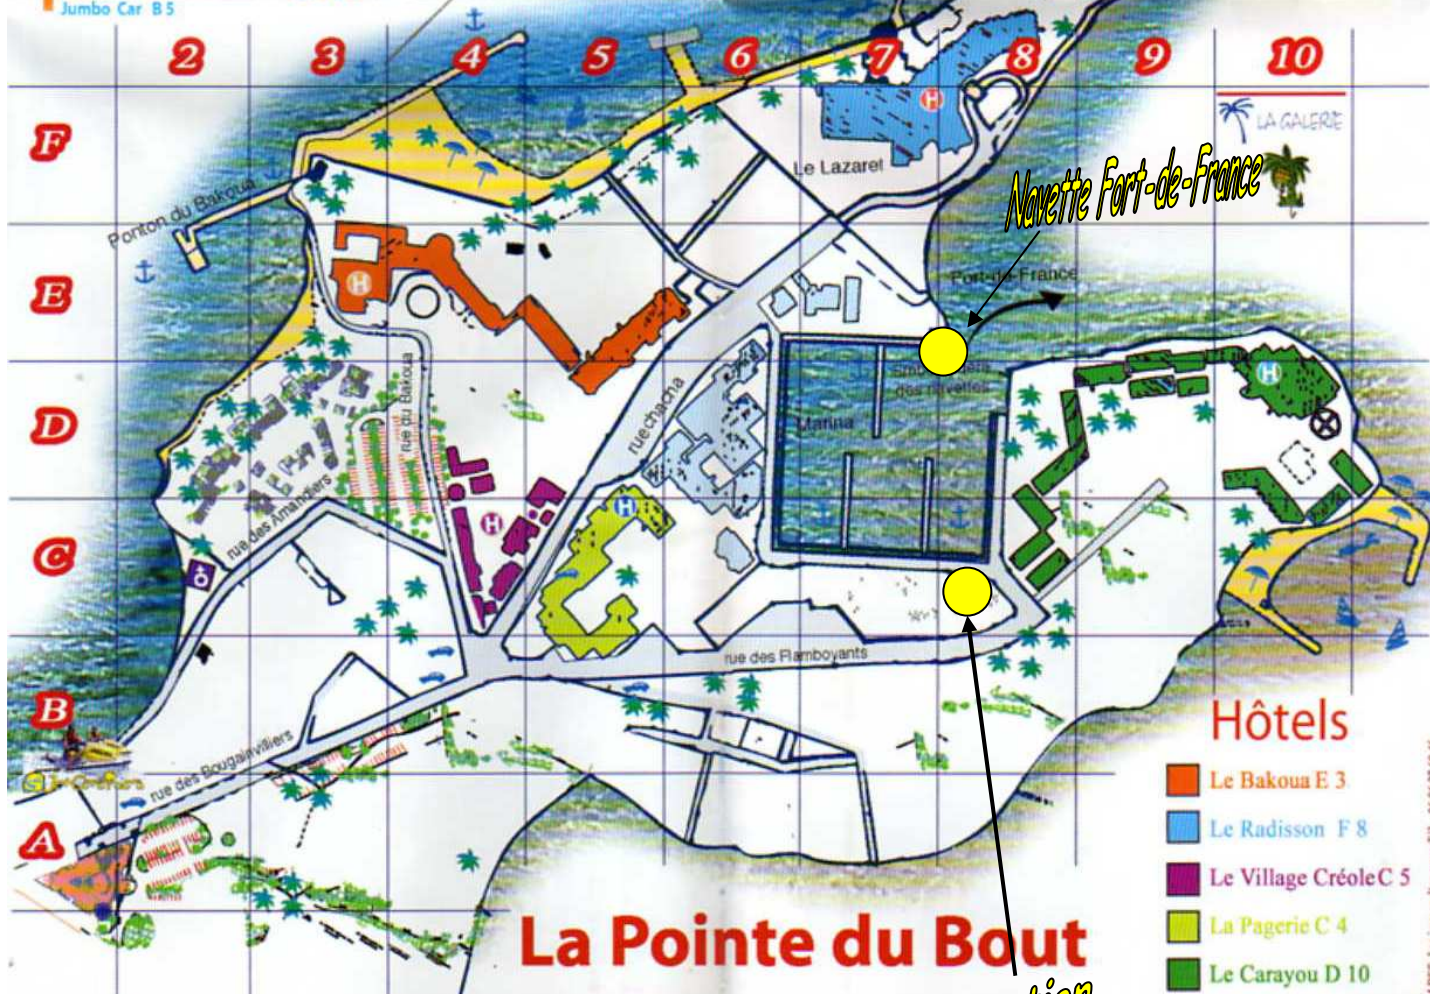 Jumbo Car B 5
2 3 4 5 6 7 8 9 10
F
E
D
C
B
A
LA GALERIE
Le Lazaret
Navette Fort-de-France
Ponton du Bakoua
Fort-de-France
des navettes
Marina
rue du Bakoua
rue chacha
rue des Amandiers
rue des Flamboyants
rue des Bougainvilliers
H
H
H
H
H
La Pointe du Bout
Hôtels
Le Bakoua E 3
Le Radisson F 8
Le Village Créole C 5
La Pagerie C 4
Le Carayou D 10